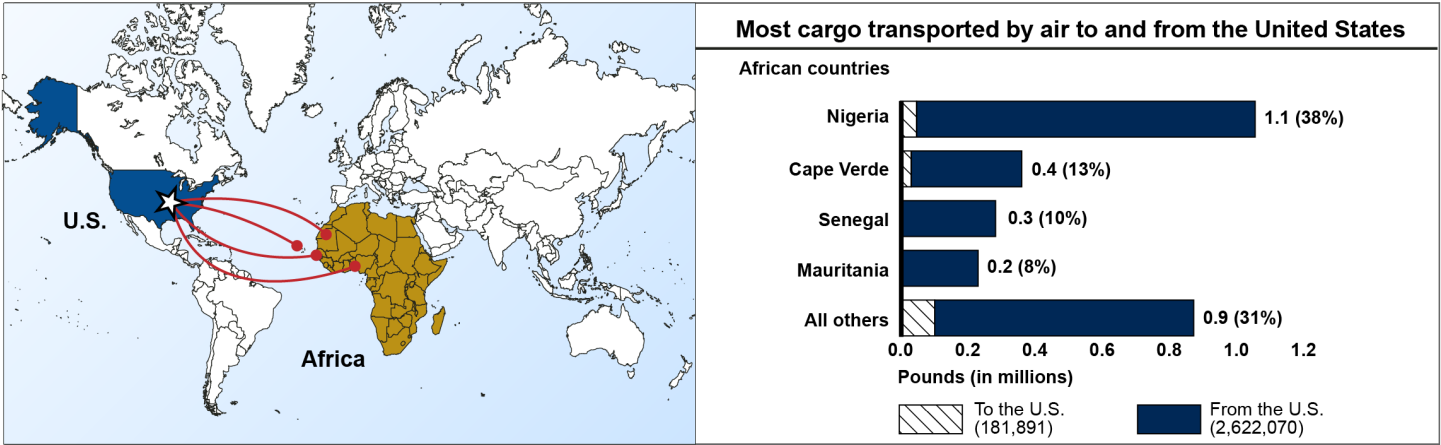 U.S.
Africa
Most cargo transported by air to and from the United States
African countries
Nigeria 1.1 (38%)
Cape Verde 0.4 (13%)
Senegal 0.3 (10%)
Mauritania 0.2 (8%)
All others 0.9 (31%)
0.0 0.2 0.4 0.6 0.8 1.0 1.2
Pounds (in millions)
To the U.S.
(181,891)
From the U.S.
(2,622,070)